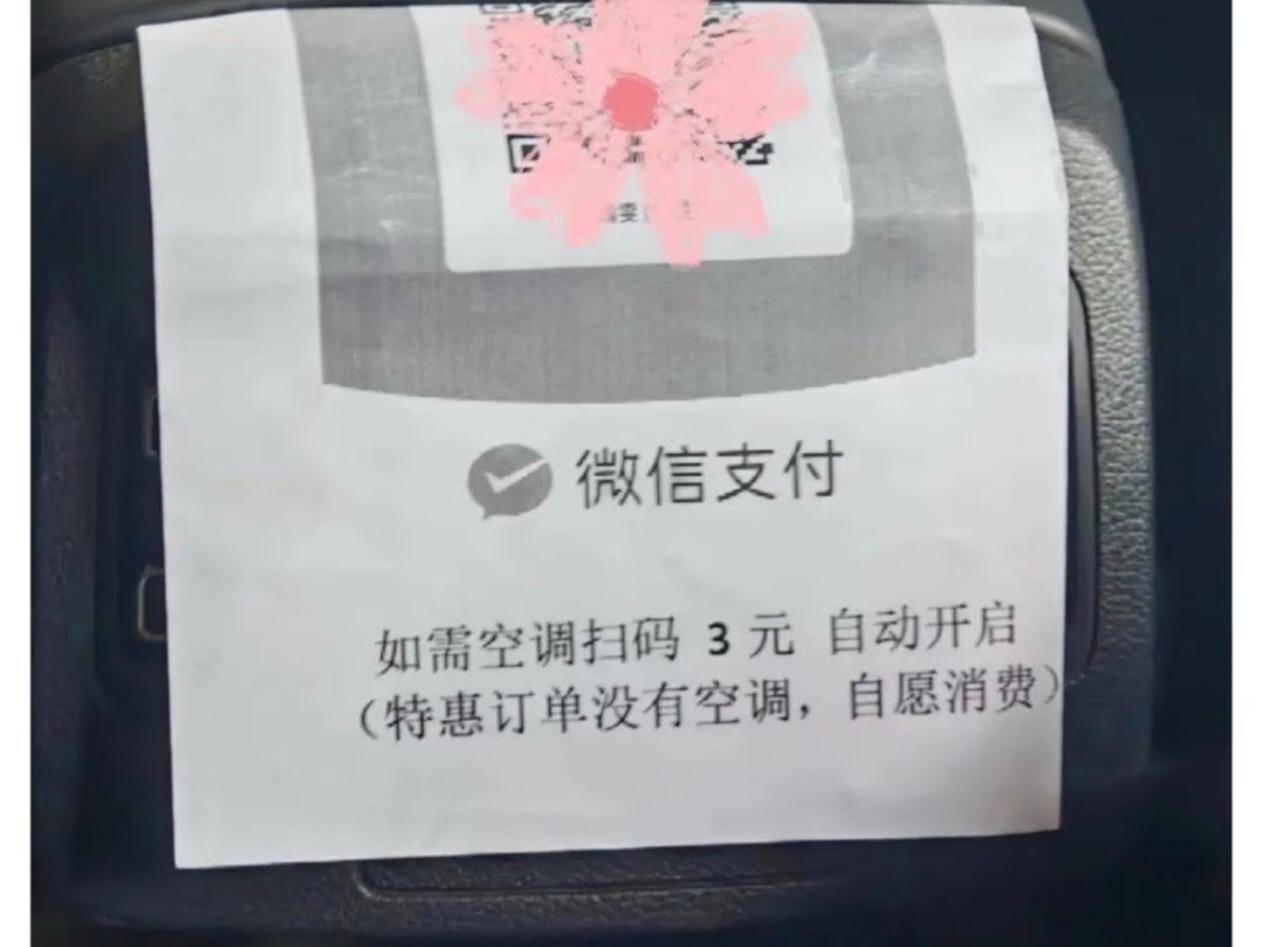 微信支付
如需空调扫码 3 元 自动开启
（特惠订单没有空调，自愿消费）